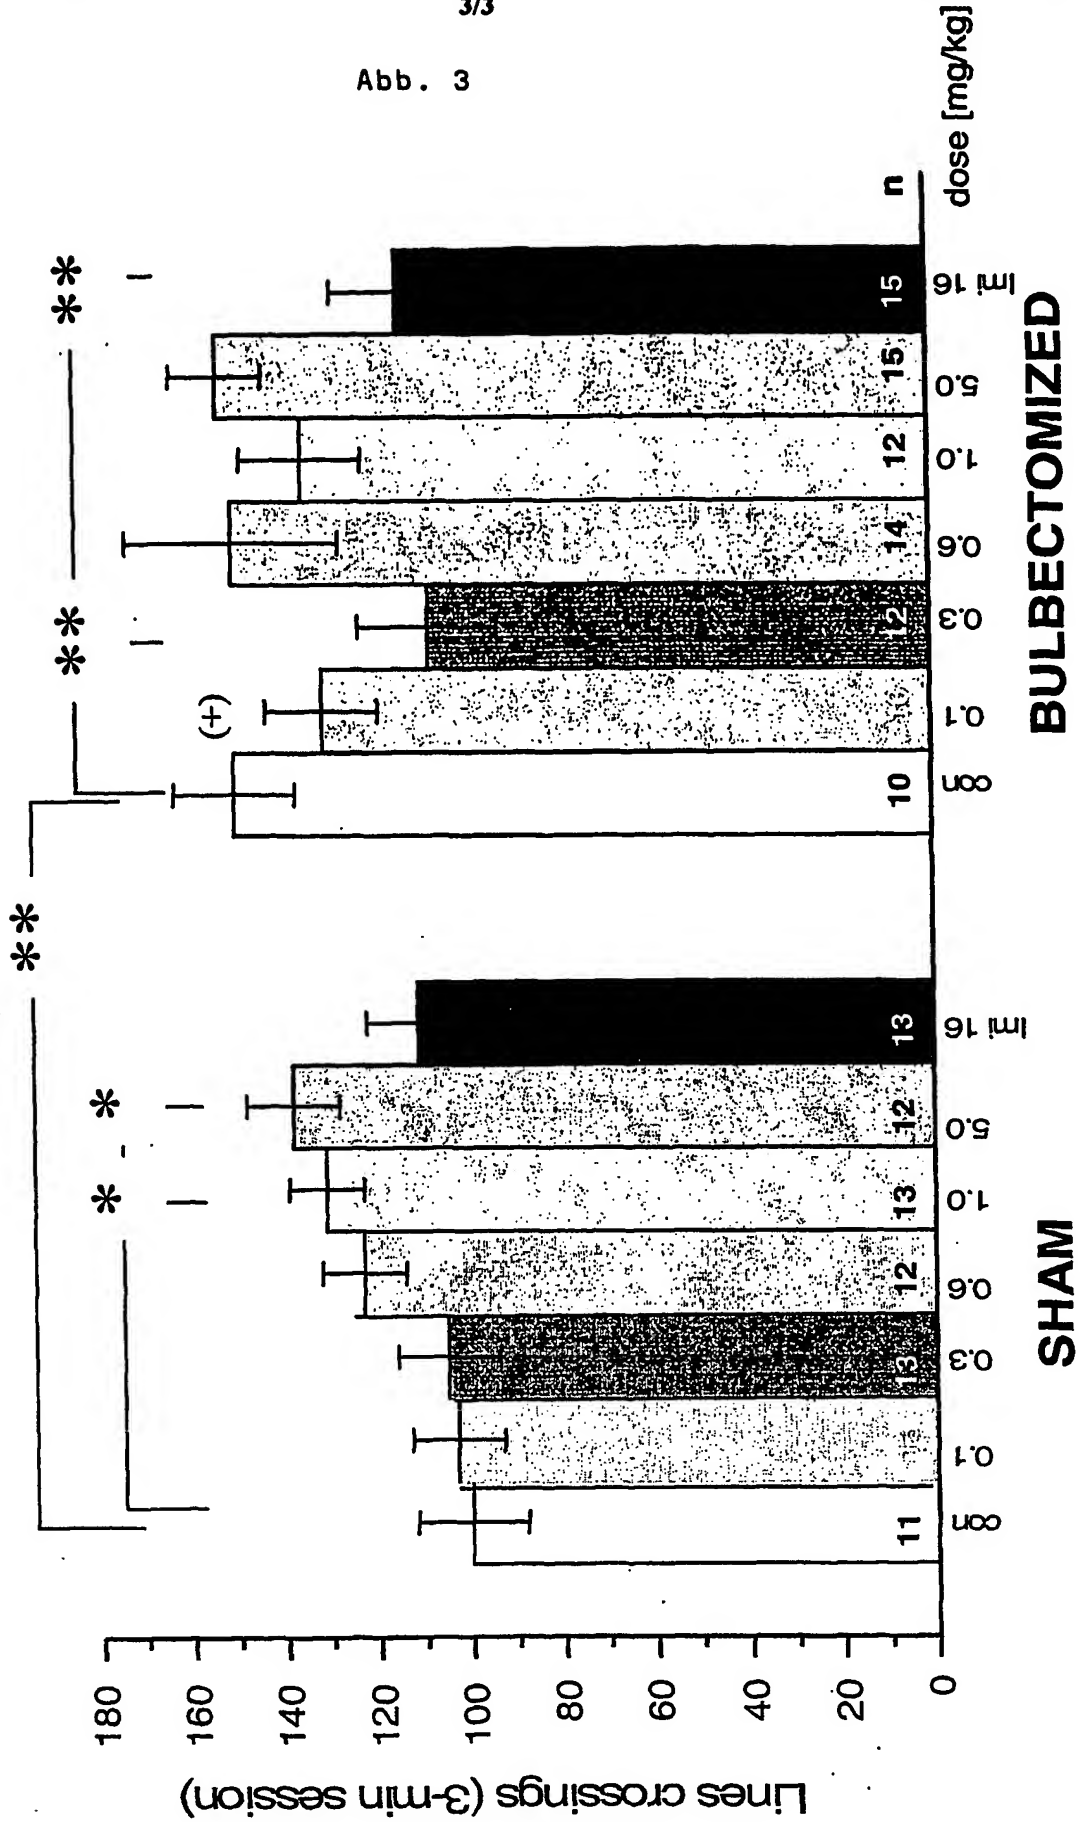 3/3
Abb. 3
Lines crossings (3-min session)
180
160
140
120
100
80
60
40
20
0
**
* - *
** **
(+)
11 13 12 13 12 13
10 12 14 12 15 15 n
con 0.1 0.3 0.6 1.0 5.0 Imi 16
con 0.1 0.3 0.6 1.0 5.0 Imi 16
dose [mg/kg]
SHAM
BULBECTOMIZED